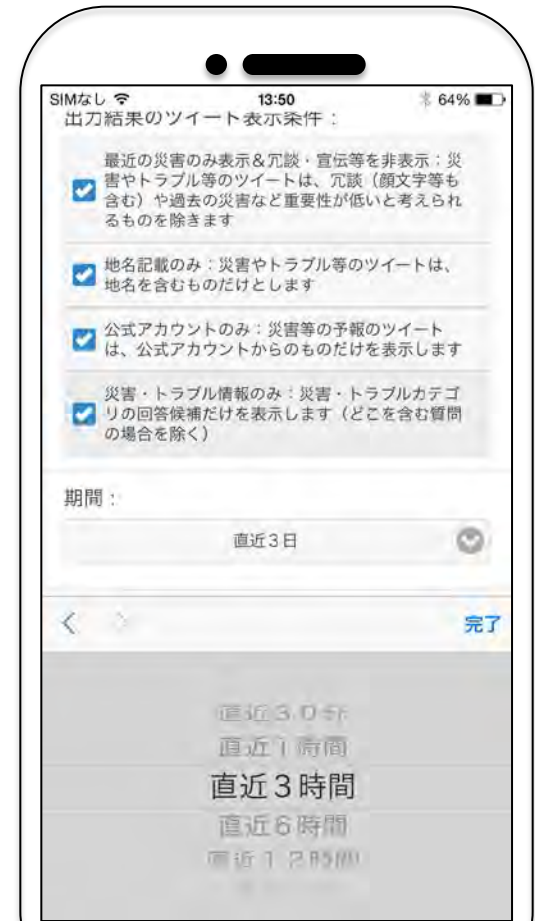 SIMなし 13:50 64%
出力結果のツイート表示条件：
最近の災害のみ表示＆冗談・宣伝等を非表示：災
害やトラブル等のツイートは、冗談（顔文字等も
含む）や過去の災害など重要性が低いと考えられ
るものを除きます
地名記載のみ：災害やトラブル等のツイートは、
地名を含むものだけとします
公式アカウントのみ：災害等の予報のツイート
は、公式アカウントからのものだけを表示します
災害・トラブル情報のみ：災害・トラブルカテゴ
リの回答候補だけを表示します（どこを含む質問
の場合を除く）
期間：
直近３日
完了
直近３０分
直近１時間
直近３時間
直近６時間
直近１２時間